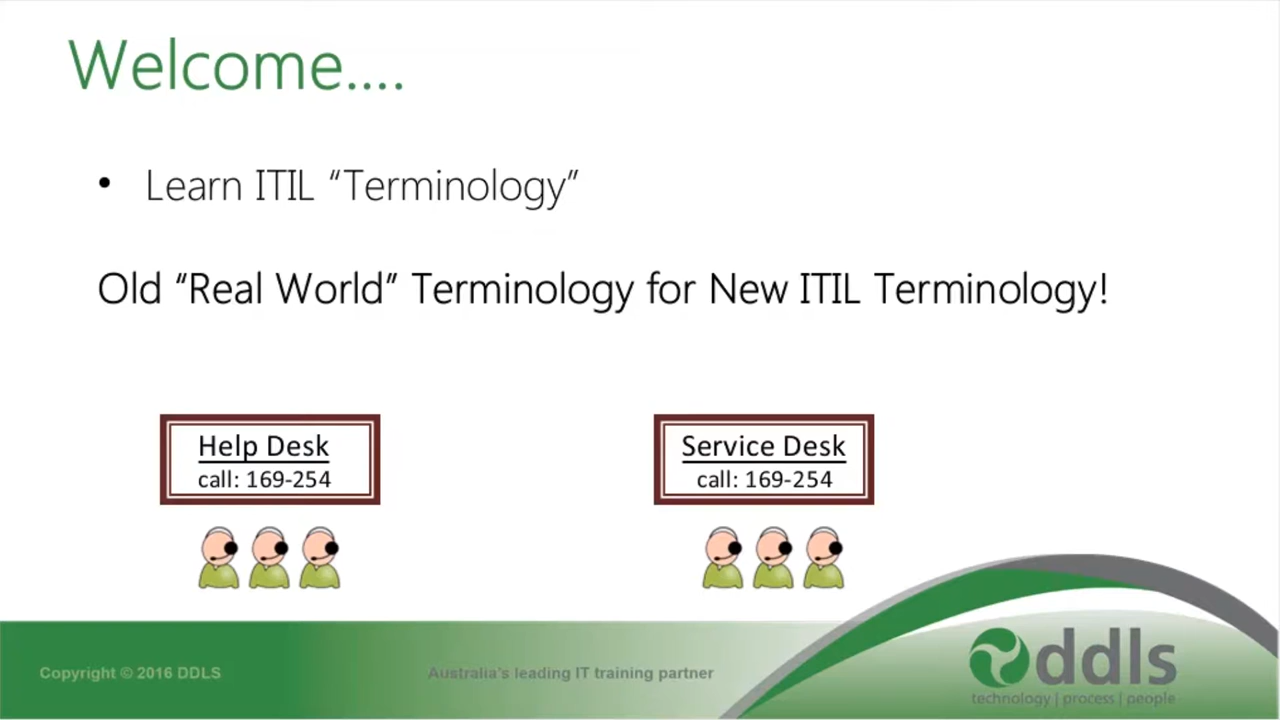 Welcome....
• Learn ITIL “Terminology”
Old “Real World” Terminology for New ITIL Terminology!
Help Desk
call: 169-254
Service Desk
call: 169-254
Copyright © 2016 DDLS
Australia's leading IT training partner
ddls
technology | process | people